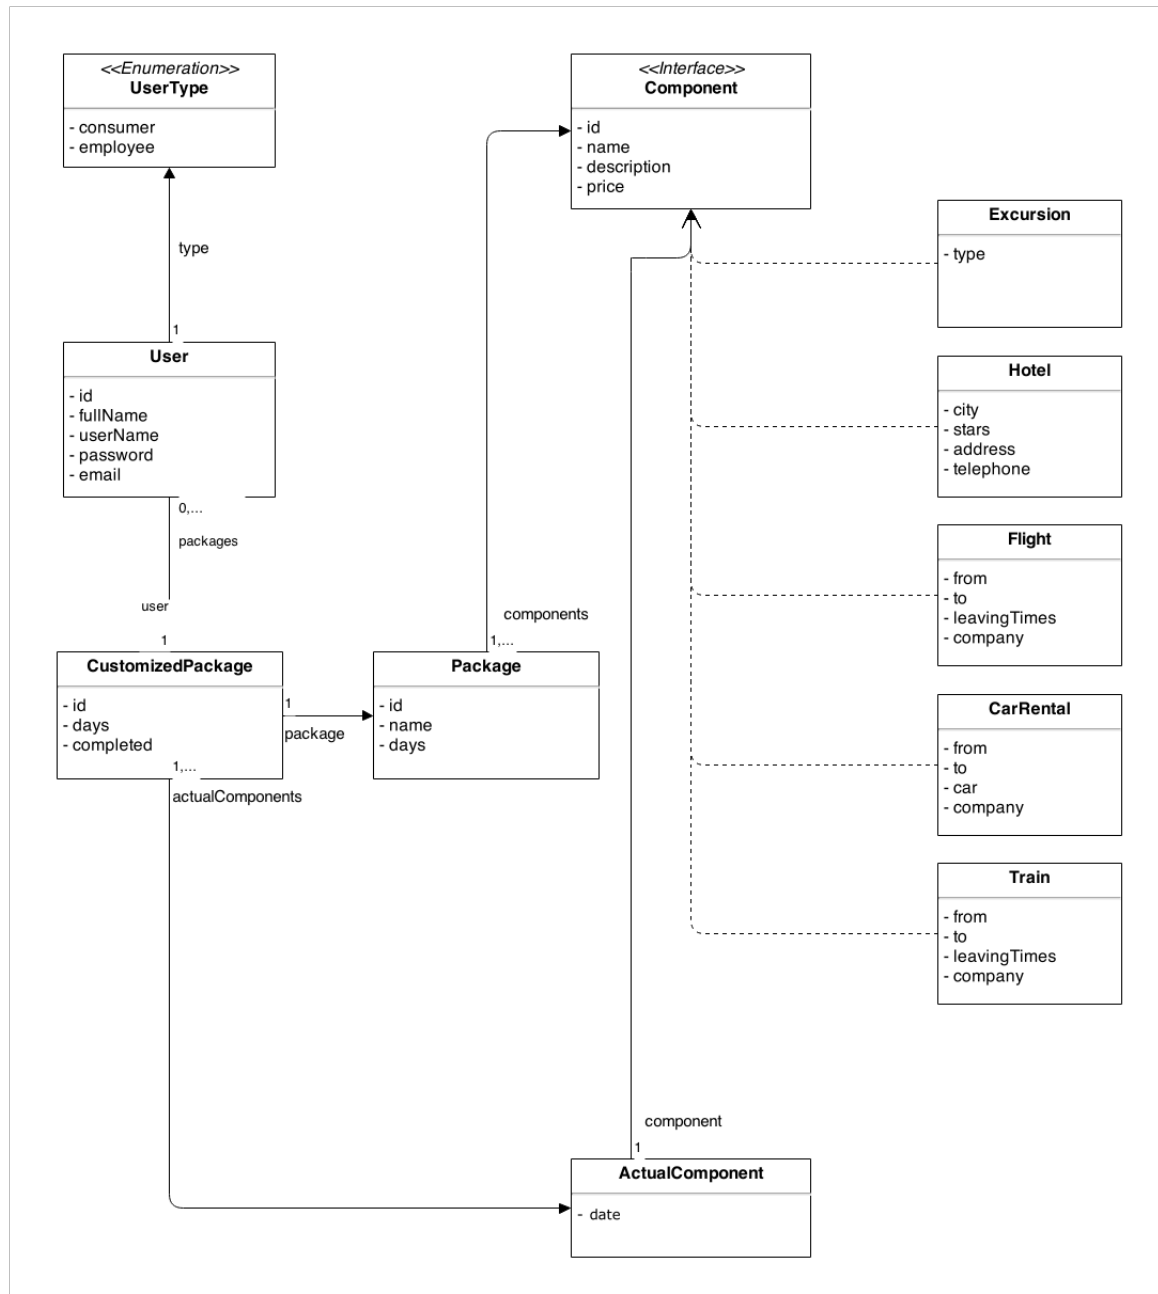 <<Enumeration>>
UserType
- consumer
- employee
type
1
User
- id
- fullName
- userName
- password
- email
0,...
packages
user
1
CustomizedPackage
- id
- days
- completed
1,...
actualComponents
1
package
Package
- id
- name
- days
1,...
components
<<Interface>>
Component
- id
- name
- description
- price
Excursion
- type
Hotel
- city
- stars
- address
- telephone
Flight
- from
- to
- leavingTimes
- company
CarRental
- from
- to
- car
- company
Train
- from
- to
- leavingTimes
- company
component
1
ActualComponent
- date